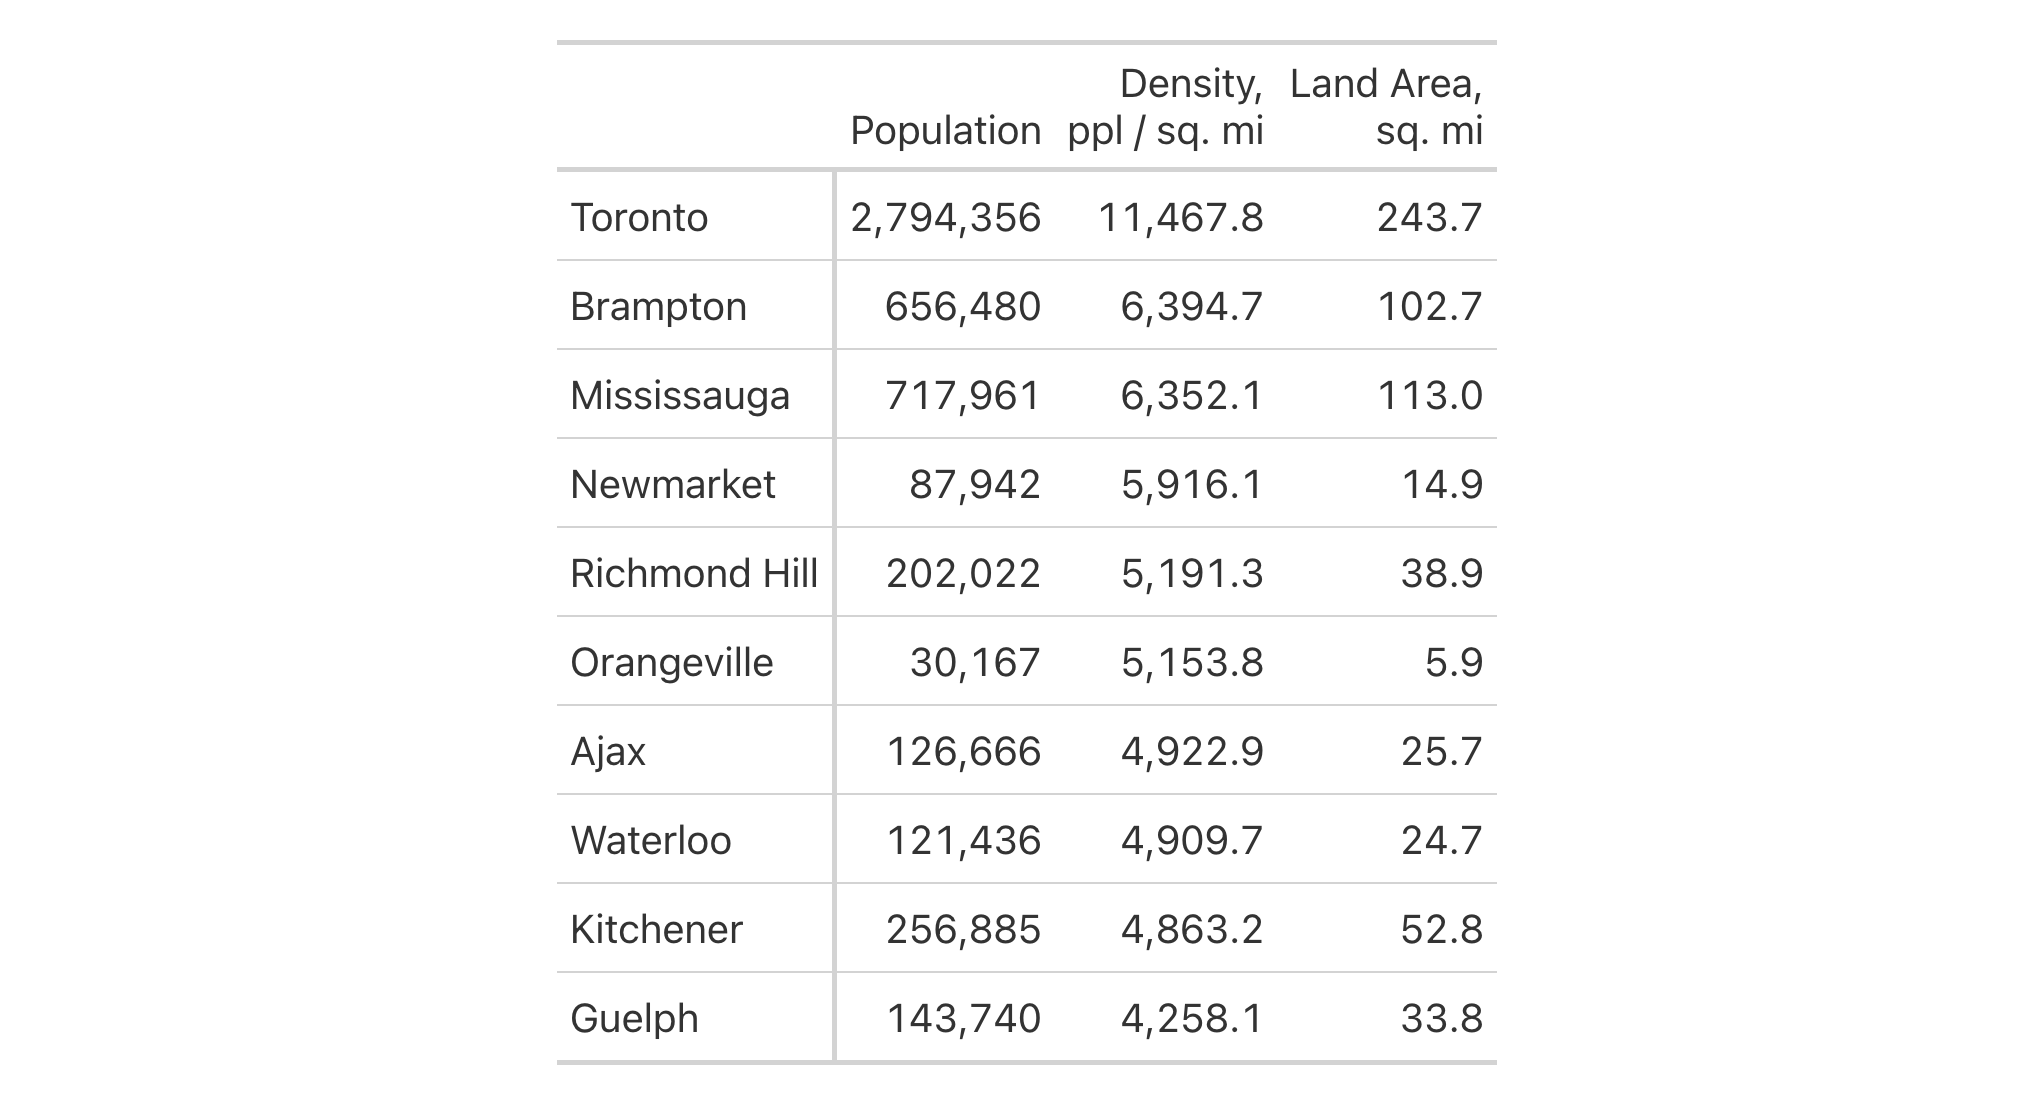 Population Density, ppl / sq. mi Land Area, sq. mi
Toronto 2,794,356 11,467.8 243.7
Brampton 656,480 6,394.7 102.7
Mississauga 717,961 6,352.1 113.0
Newmarket 87,942 5,916.1 14.9
Richmond Hill 202,022 5,191.3 38.9
Orangeville 30,167 5,153.8 5.9
Ajax 126,666 4,922.9 25.7
Waterloo 121,436 4,909.7 24.7
Kitchener 256,885 4,863.2 52.8
Guelph 143,740 4,258.1 33.8